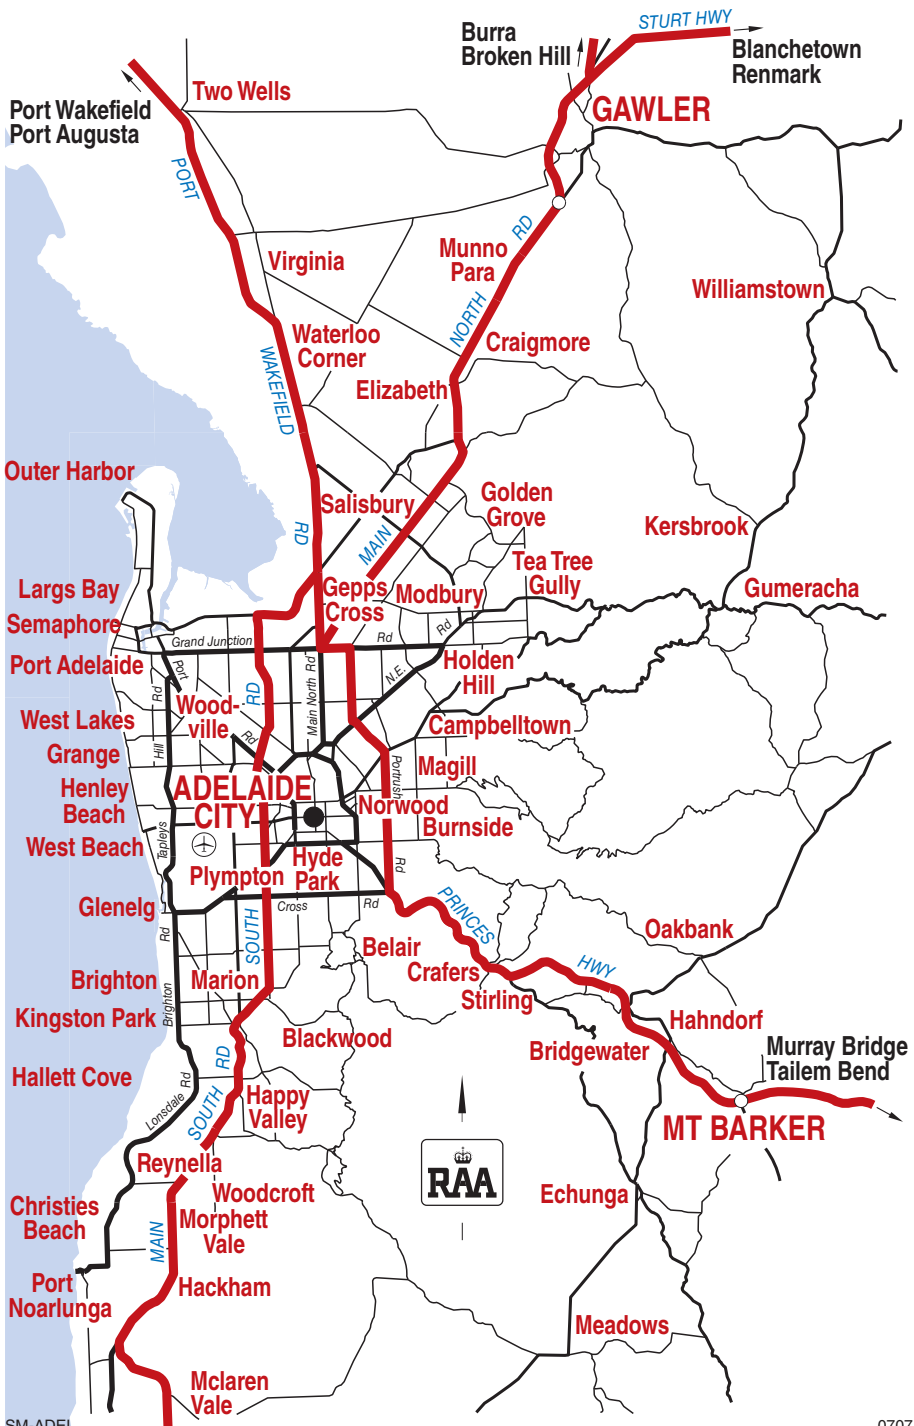 STURT HWY
Burra
Broken Hill
Blanchetown
Renmark
Two Wells
GAWLER
Port Wakefield
Port Augusta
PORT
RD
Munno
Para
Virginia
Williamstown
NORTH
Waterloo
Corner
Craigmore
WAKEFIELD
Elizabeth
Outer Harbor
Salisbury
Golden
Grove
Kersbrook
RD
MAIN
Tea Tree
Gully
Largs Bay
Gepps
Cross
Modbury
Gumeracha
Semaphore
Grand Junction
Rd
Rd
Port Adelaide
Port
Main North Rd
N.E.
Holden
Hill
Rd
RD
Wood-
ville
West Lakes
Campbelltown
Grange
Hill
Rd
Magill
Portrush
Henley
Beach
ADELAIDE
CITY
Norwood
Burnside
West Beach
Tapleys
Hyde
Park
Plympton
Rd
Glenelg
Cross
Rd
PRINCES
Oakbank
Rd
SOUTH
Belair
HWY
Crafers
Brighton
Marion
Stirling
Kingston Park
Brighton
Hahndorf
Blackwood
Bridgewater
Murray Bridge
Tailem Bend
RD
Hallett Cove
Rd
Lonsdale
SOUTH
Happy
Valley
MT BARKER
Reynella
RAA
Woodcroft
Echunga
Christies
Beach
Morphett
Vale
MAIN
Port
Noarlunga
Hackham
Meadows
Mclaren
Vale
SM-ADEL
0707